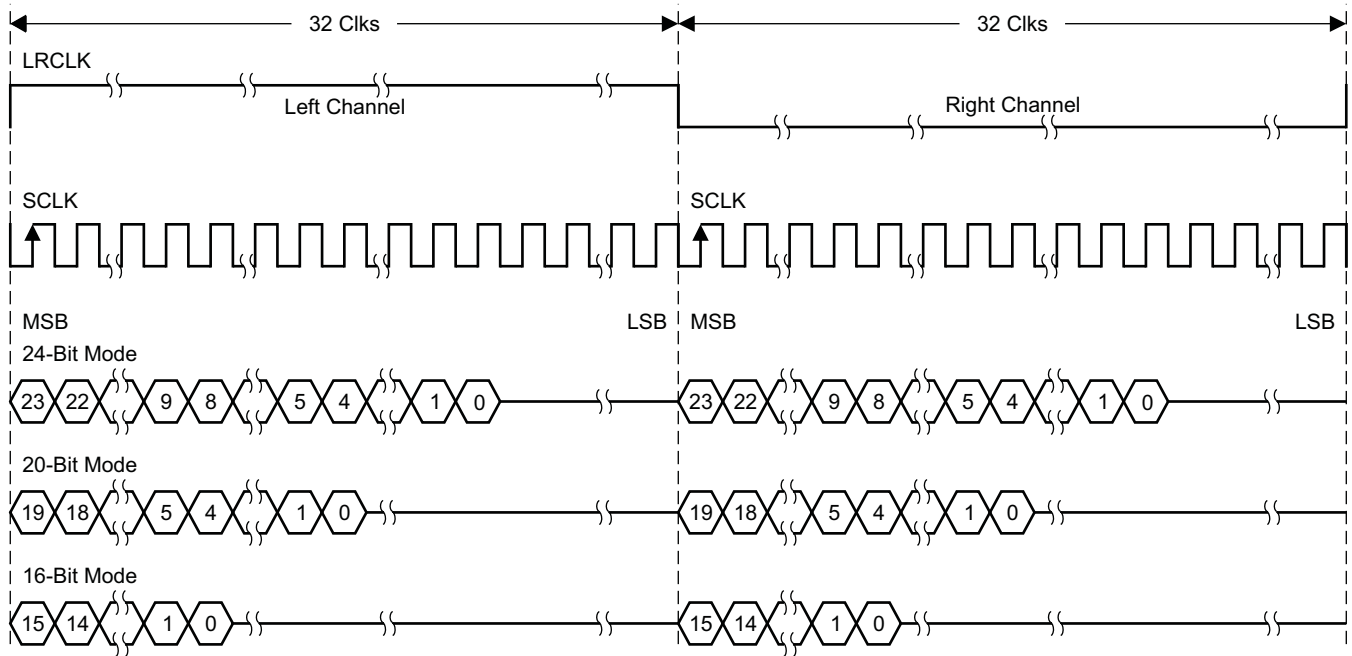 32 Clks 32 Clks
LRCLK
Left Channel Right Channel
SCLK SCLK
MSB LSB MSB LSB
24-Bit Mode
23 22 9 8 5 4 1 0 23 22 9 8 5 4 1 0
20-Bit Mode
19 18 5 4 1 0 19 18 5 4 1 0
16-Bit Mode
15 14 1 0 15 14 1 0